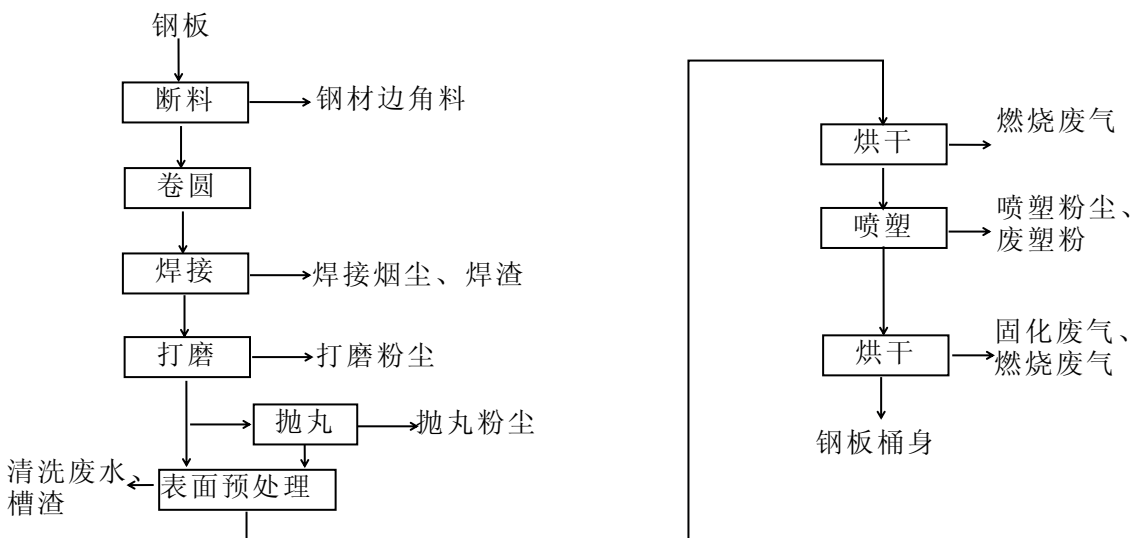 钢板
断料
钢材边角料
卷圆
焊接
焊接烟尘、焊渣
打磨
打磨粉尘
抛丸
抛丸粉尘
清洗废水、
槽渣
表面预处理
烘干
燃烧废气
喷塑
喷塑粉尘、
废塑粉
烘干
固化废气、
燃烧废气
钢板桶身